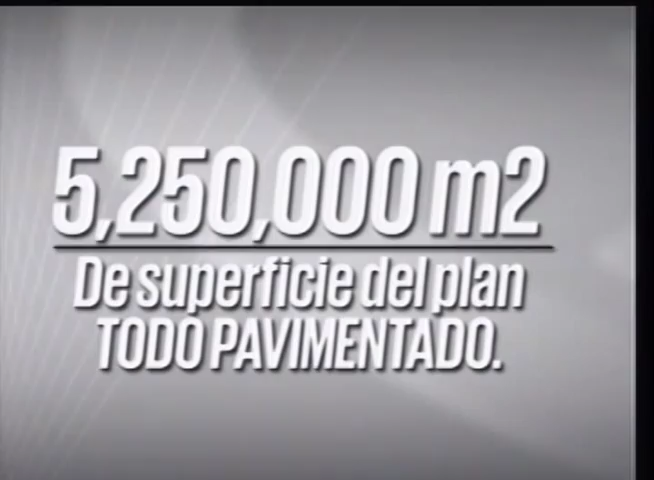 5,250,000 m2
De superficie del plan
TODO PAVIMENTADO.